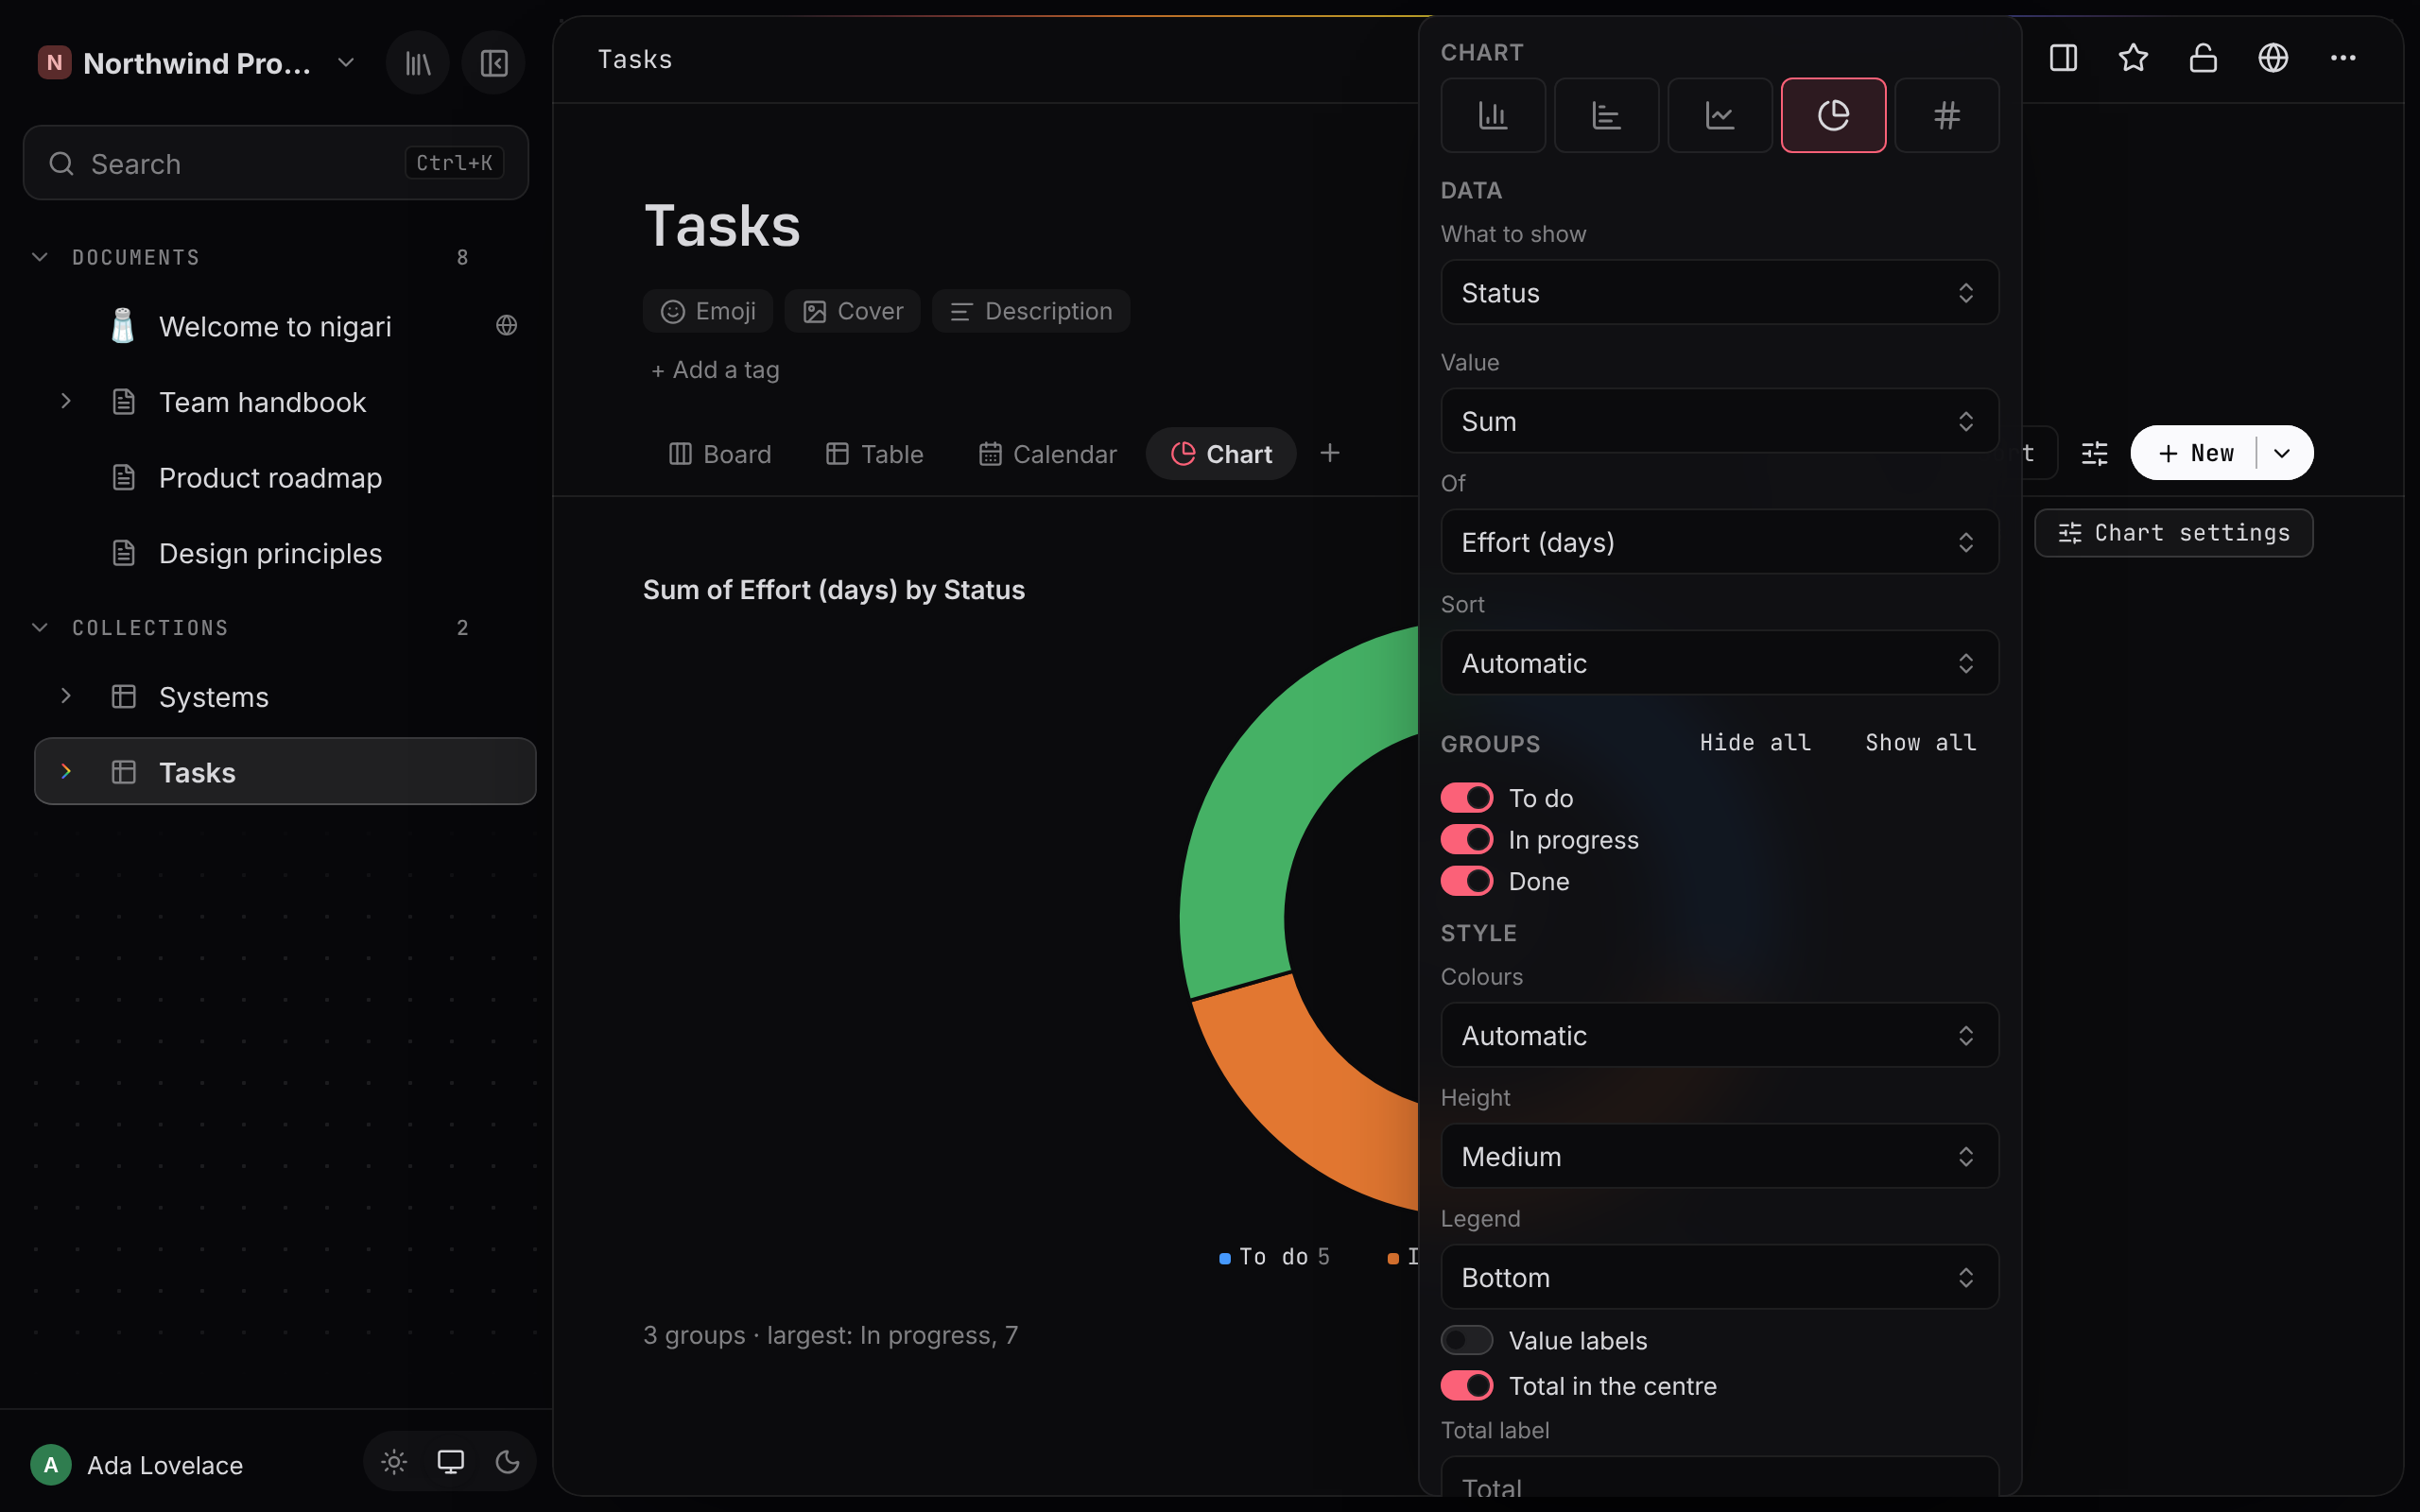 N Northwind Pro...
Search Ctrl+K
DOCUMENTS 8
Welcome to nigari
Team handbook
Product roadmap
Design principles
COLLECTIONS 2
Systems
Tasks
A Ada Lovelace
Tasks
Tasks
Emoji Cover Description
+ Add a tag
Board Table Calendar Chart +
New
Chart settings
Sum of Effort (days) by Status
To do 5
3 groups · largest: In progress, 7
CHART
DATA
What to show
Status
Value
Sum
Of
Effort (days)
Sort
Automatic
GROUPS Hide all Show all
To do
In progress
Done
STYLE
Colours
Automatic
Height
Medium
Legend
Bottom
Value labels
Total in the centre
Total label
Total